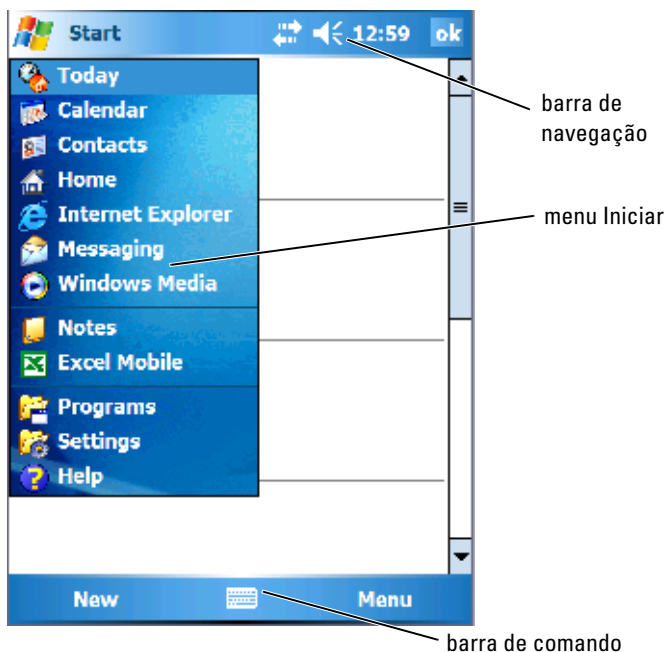 Start 12:59 ok
Today
Calendar
Contacts
Home
Internet Explorer
Messaging
Windows Media
Notes
Excel Mobile
Programs
Settings
Help
New Menu
barra de
navegação
menu Iniciar
barra de comando